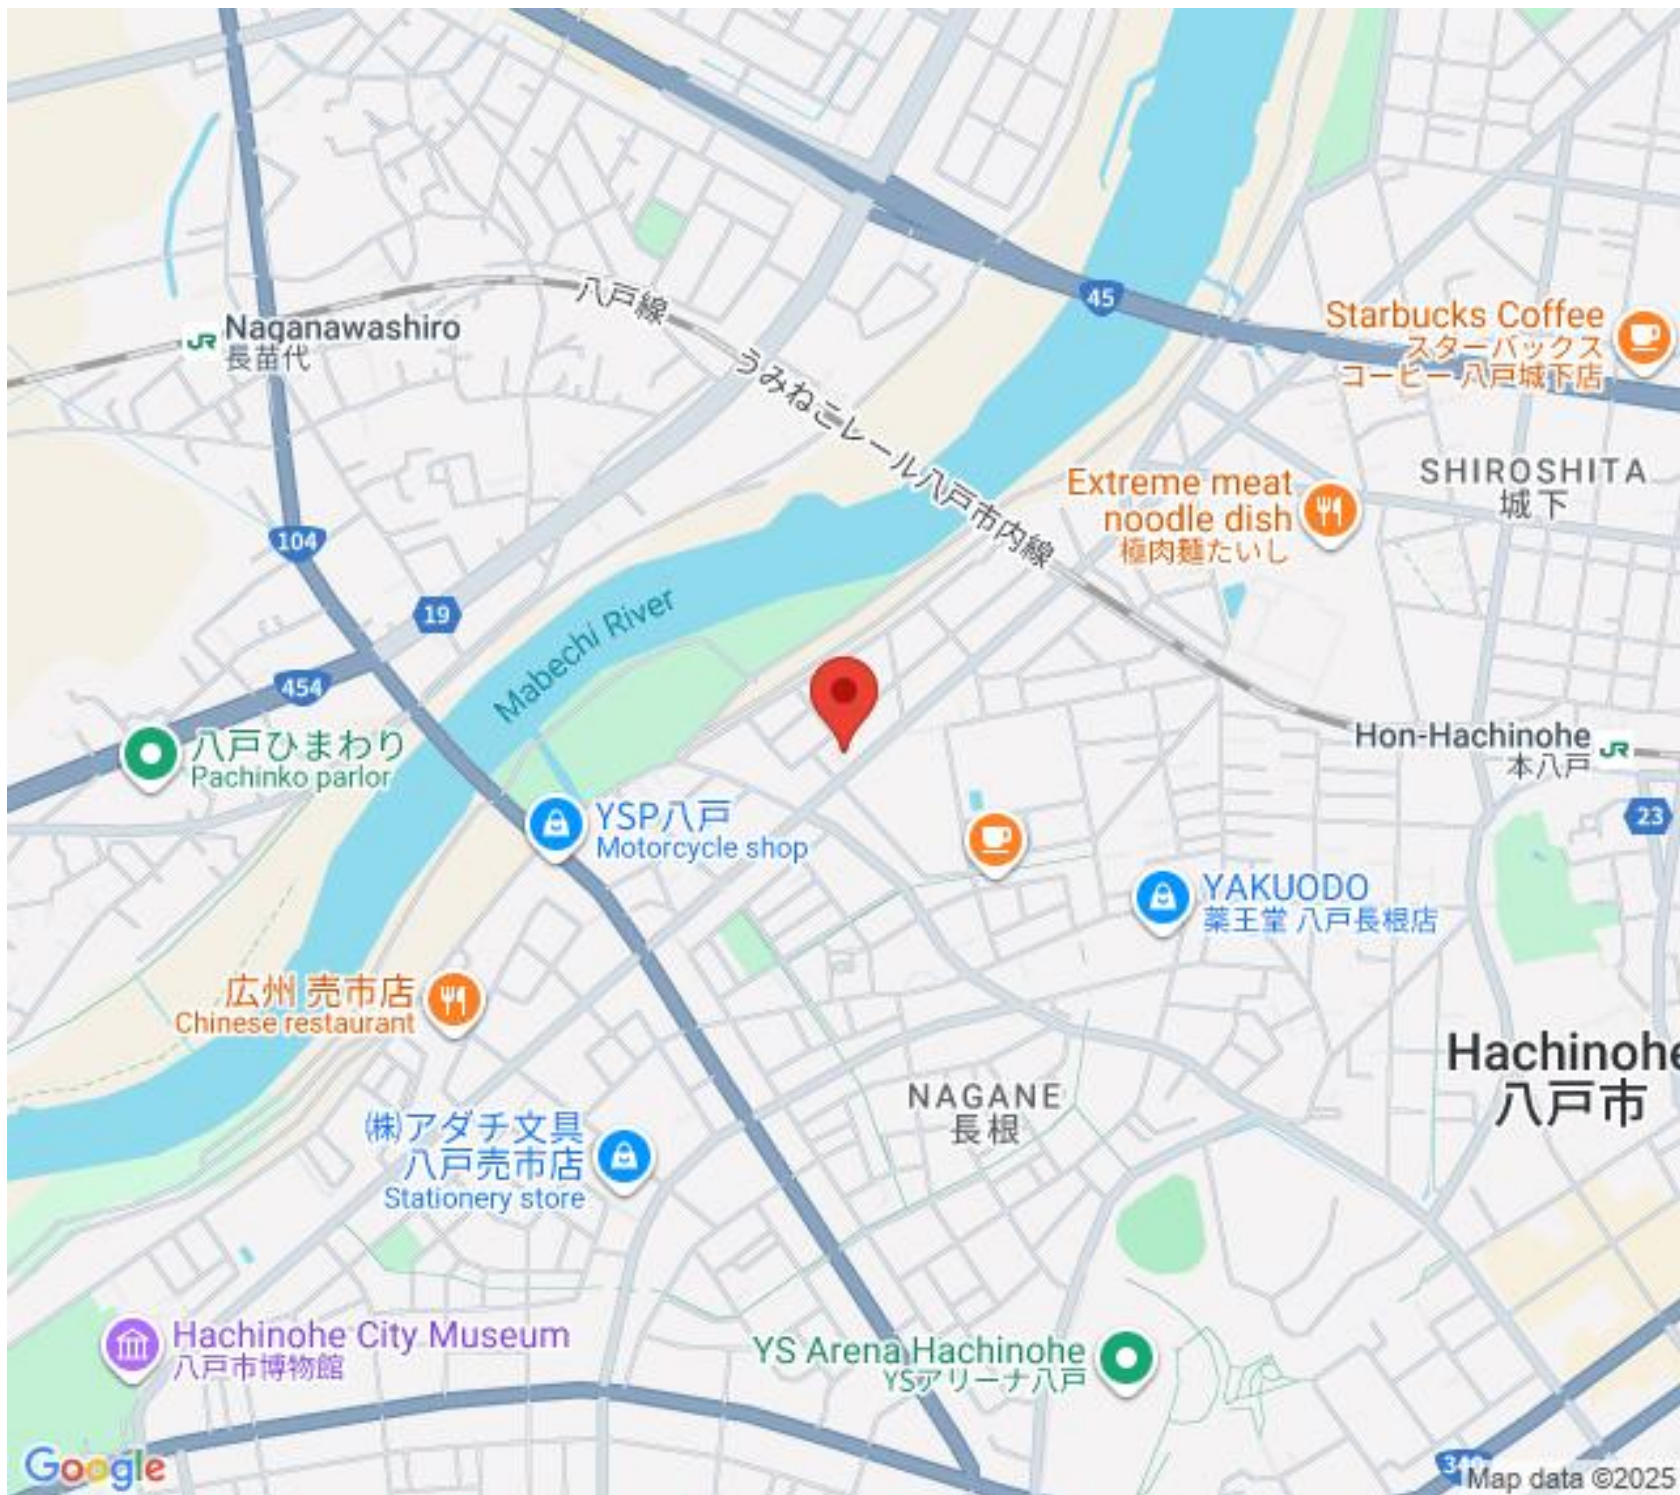 45
Starbucks Coffee
スターバックス
コーヒー 八戸城下店
八戸線
Naganawashiro
長苗代
JR
うみねこレール八戸市内線
SHIROSHITA
城下
Extreme meat
noodle dish
極肉麺たいし
104
19
Mabechi River
454
八戸ひまわり
Pachinko parlor
Hon-Hachinohe
本八戸
JR
23
YSP八戸
Motorcycle shop
YAKUODO
薬王堂 八戸長根店
広州 売市店
Chinese restaurant
Hachinohe
八戸市
NAGANE
長根
㈱アダチ文具
八戸売市店
Stationery store
Hachinohe City Museum
八戸市博物館
YS Arena Hachinohe
YSアリーナ八戸
Google
340
Map data ©2025